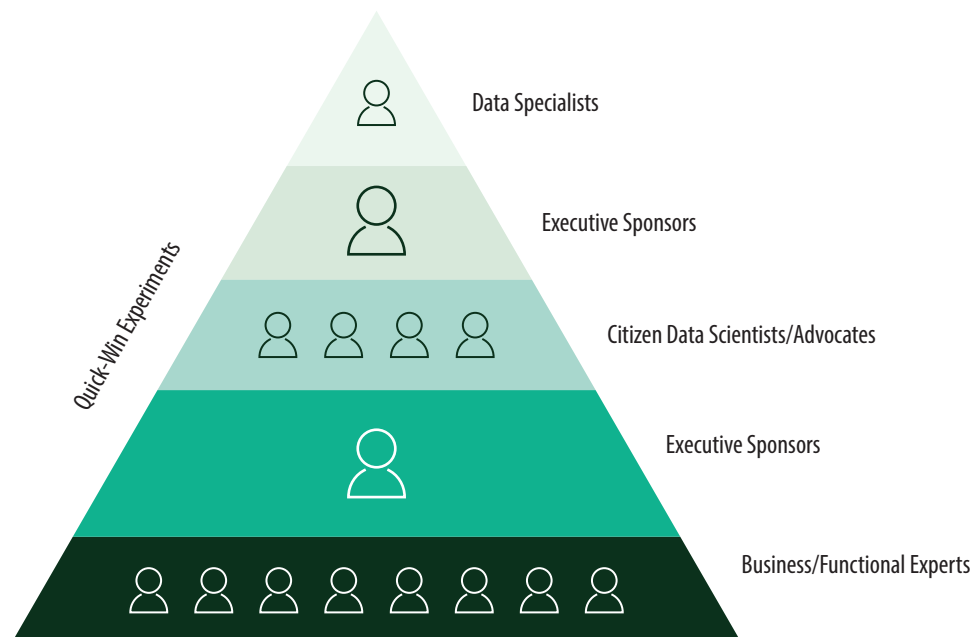 Data Specialists
Executive Sponsors
Quick-Win Experiments
Citizen Data Scientists/Advocates
Executive Sponsors
Business/Functional Experts